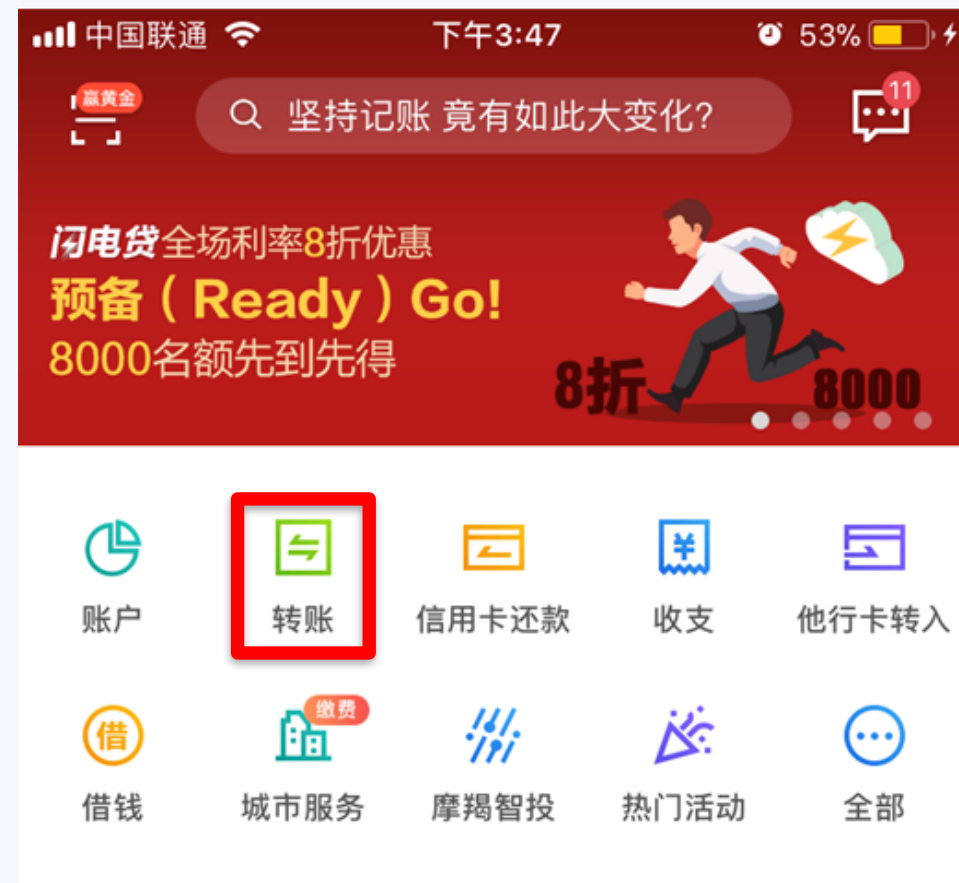 中国联通 下午3:47 53%
赢黄金 坚持记账 竟有如此大变化? 11
闪电贷全场利率8折优惠
预备（Ready）Go!
8000名额先到先得
8折 8000
账户 转账 信用卡还款 收支 他行卡转入
借 缴费
借钱 城市服务 摩羯智投 热门活动 全部